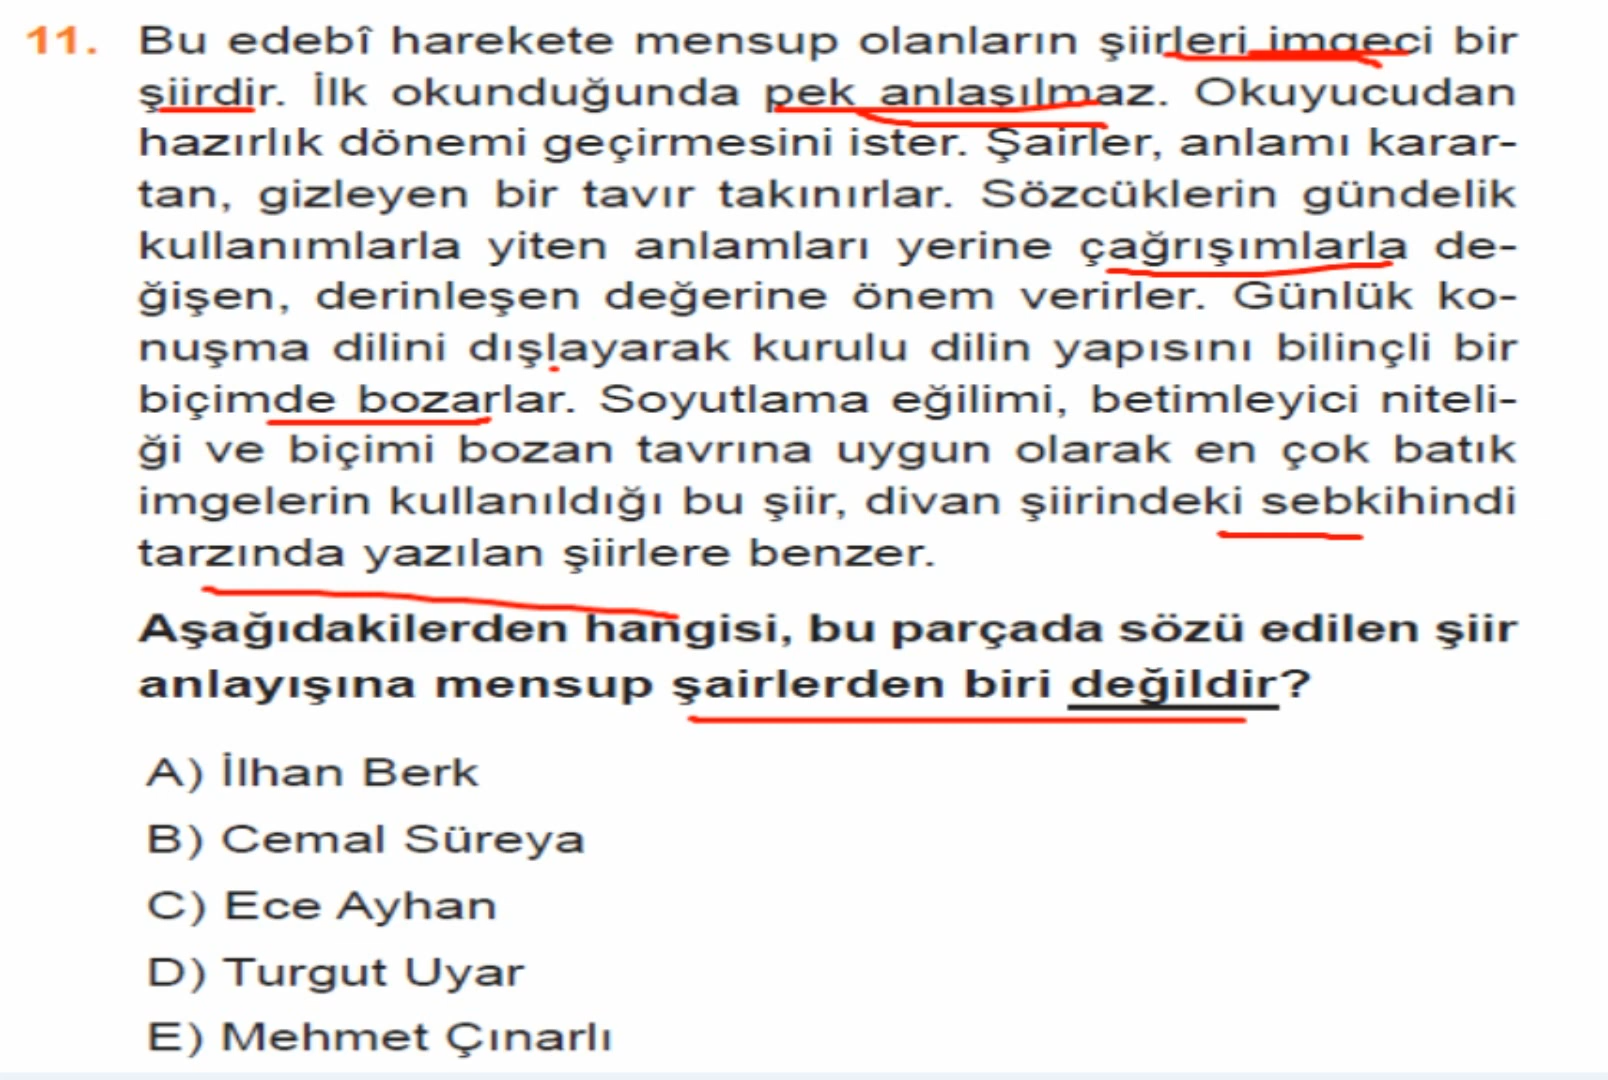 11. Bu edebî harekete mensup olanların şiirleri imgeci bir
şiirdir. İlk okunduğunda pek anlaşılmaz. Okuyucudan
hazırlık dönemi geçirmesini ister. Şairler, anlamı karar-
tan, gizleyen bir tavır takınırlar. Sözcüklerin gündelik
kullanımlarla yiten anlamları yerine çağrışımlarla de-
ğişen, derinleşen değerine önem verirler. Günlük ko-
nuşma dilini dışlayarak kurulu dilin yapısını bilinçli bir
biçimde bozarlar. Soyutlama eğilimi, betimleyici niteli-
ği ve biçimi bozan tavrına uygun olarak en çok batık
imgelerin kullanıldığı bu şiir, divan şiirindeki sebkihindi
tarzında yazılan şiirlere benzer.
Aşağıdakilerden hangisi, bu parçada sözü edilen şiir
anlayışına mensup şairlerden biri değildir?
A) İlhan Berk
B) Cemal Süreya
C) Ece Ayhan
D) Turgut Uyar
E) Mehmet Çınarlı